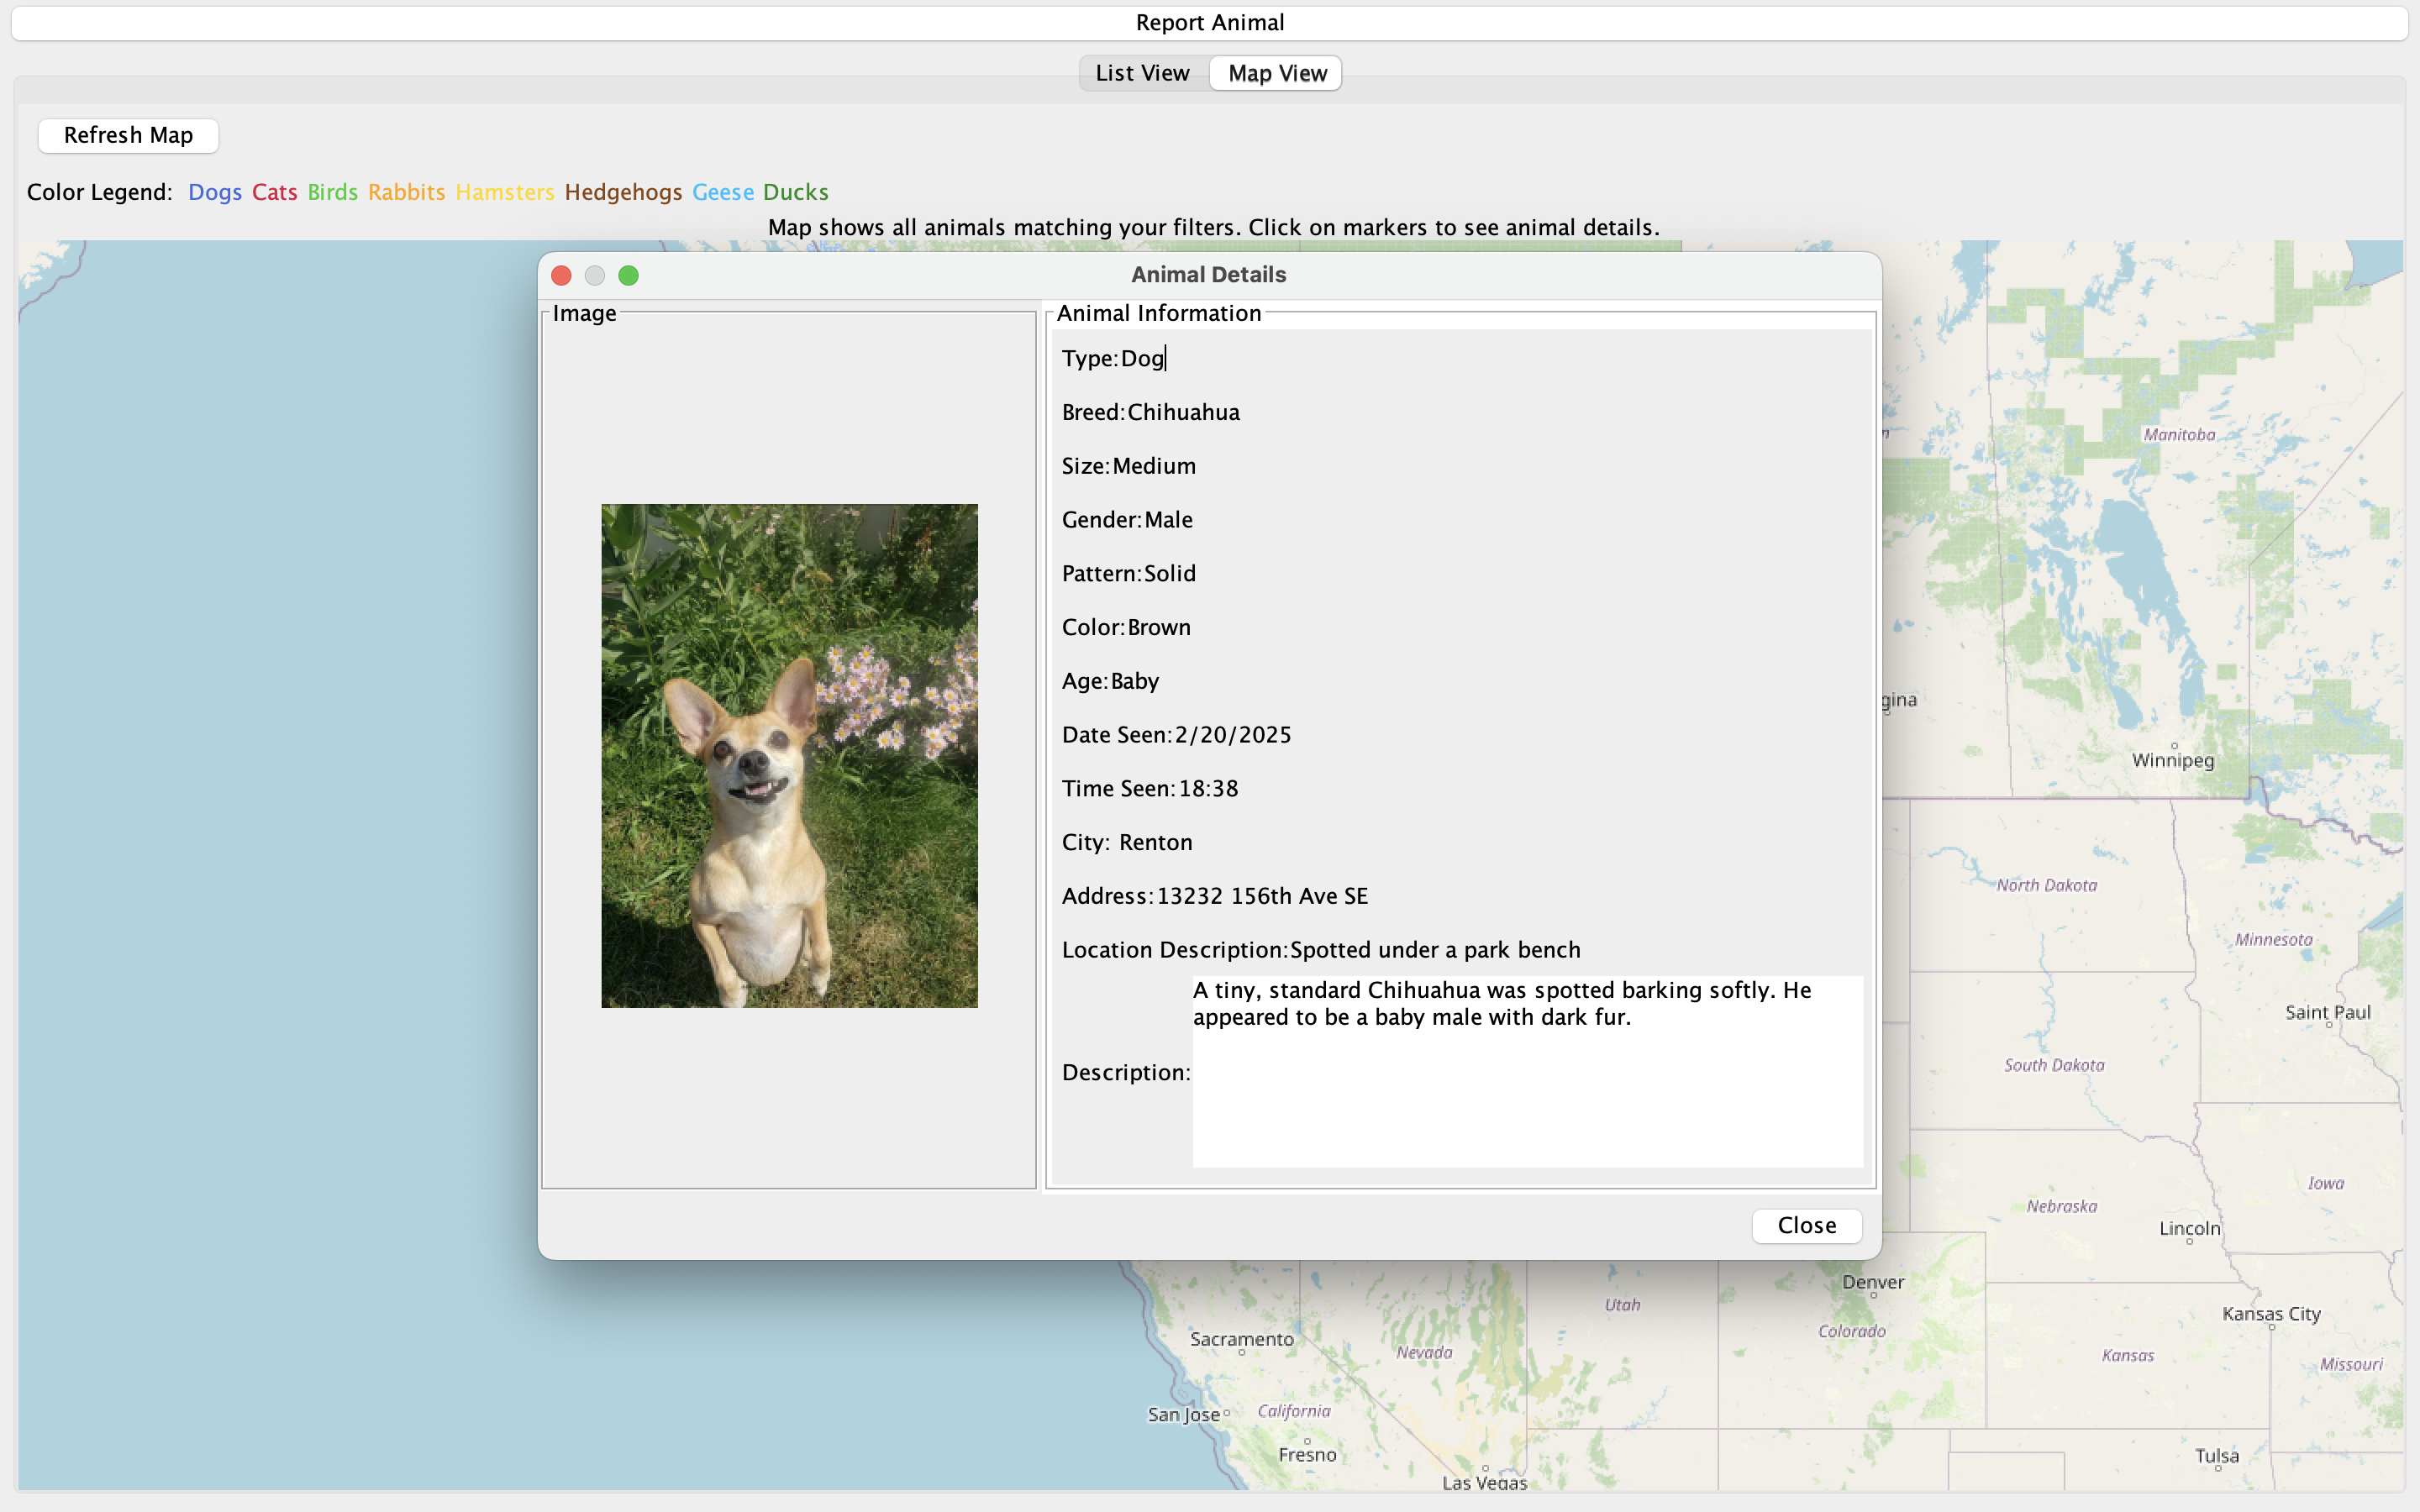 Report Animal
List View Map View
Refresh Map
Color Legend: Dogs Cats Birds Rabbits Hamsters Hedgehogs Geese Ducks
Map shows all animals matching your filters. Click on markers to see animal details.
Animal Details
Image
Animal Information
Type:Dog
Breed:Chihuahua
Size:Medium
Gender:Male
Pattern:Solid
Color:Brown
Age:Baby
Date Seen:2/20/2025
Time Seen:18:38
City: Renton
Address:13232 156th Ave SE
Location Description:Spotted under a park bench
Description:
A tiny, standard Chihuahua was spotted barking softly. He
appeared to be a baby male with dark fur.
Close
Manitoba
gina
Winnipeg
North Dakota
Minnesota
Saint Paul
South Dakota
Iowa
Nebraska
Lincoln
Denver
Utah
Kansas City
Colorado
Sacramento
Nevada
Kansas
Missouri
San Jose
California
Fresno
Tulsa
Las Vegas